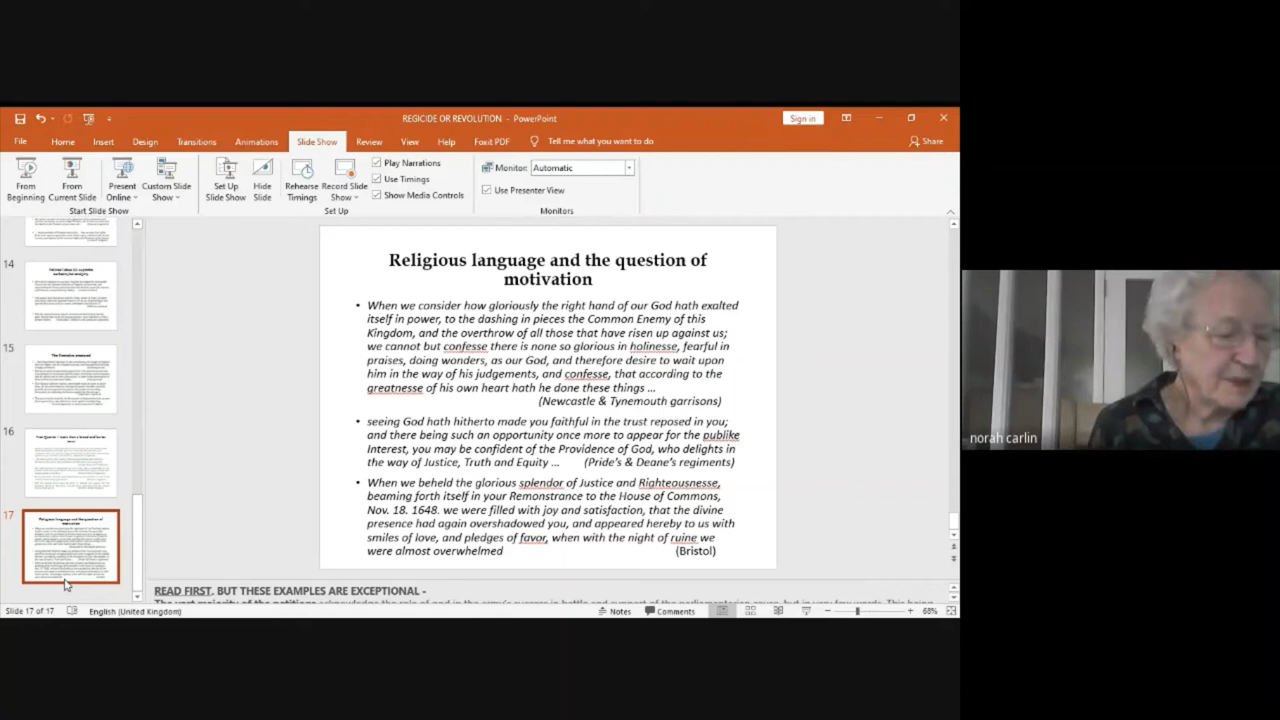 REGICIDE OR REVOLUTION - PowerPoint
Sign in
File Home Insert Design Transitions Animations Slide Show Review View Help Foxit PDF Tell me what you want to do Share
From Beginning
From Current Slide
Present Online
Custom Slide Show
Start Slide Show
Set Up Slide Show
Hide Slide
Rehearse Timings
Record Slide Show
Play Narrations
Use Timings
Show Media Controls
Set Up
Monitor: Automatic
Use Presenter View
Monitors
14
15
16
17
Religious language and the question of
motivation
• When we consider how gloriously the right hand of our God hath exalted
itself in power, to the dashing in pieces the Common Enemy of this
Kingdom, and the overthrow of all those that have risen up against us;
we cannot but confesse there is none so glorious in holinesse, fearful in
praises, doing wonders, as our God, and therefore desire to wait upon
him in the way of his judgments, and confesse, that according to the
greatnesse of his own heart hath he done these things ...
(Newcastle & Tynemouth garrisons)
• seeing God hath hitherto made you faithful in the trust reposed in you;
and there being such an opportunity once more to appear for the publike
Interest, you may be confident of the Providence of God, who delights in
the way of Justice, Truth and Equity ... (Pride's & Deane's regiments)
• When we beheld the glorious splendor of Justice and Righteousnesse,
beaming forth itself in your Remonstrance to the House of Commons,
Nov. 18. 1648. we were filled with joy and satisfaction, that the divine
presence had again overshadowed you, and appeared hereby to us with
smiles of love, and pledges of favor, when with the night of ruine we
were almost overwhelmed (Bristol)
READ FIRST. BUT THESE EXAMPLES ARE EXCEPTIONAL -
Slide 17 of 17 English (United Kingdom) Notes Comments 68%
norah carlin